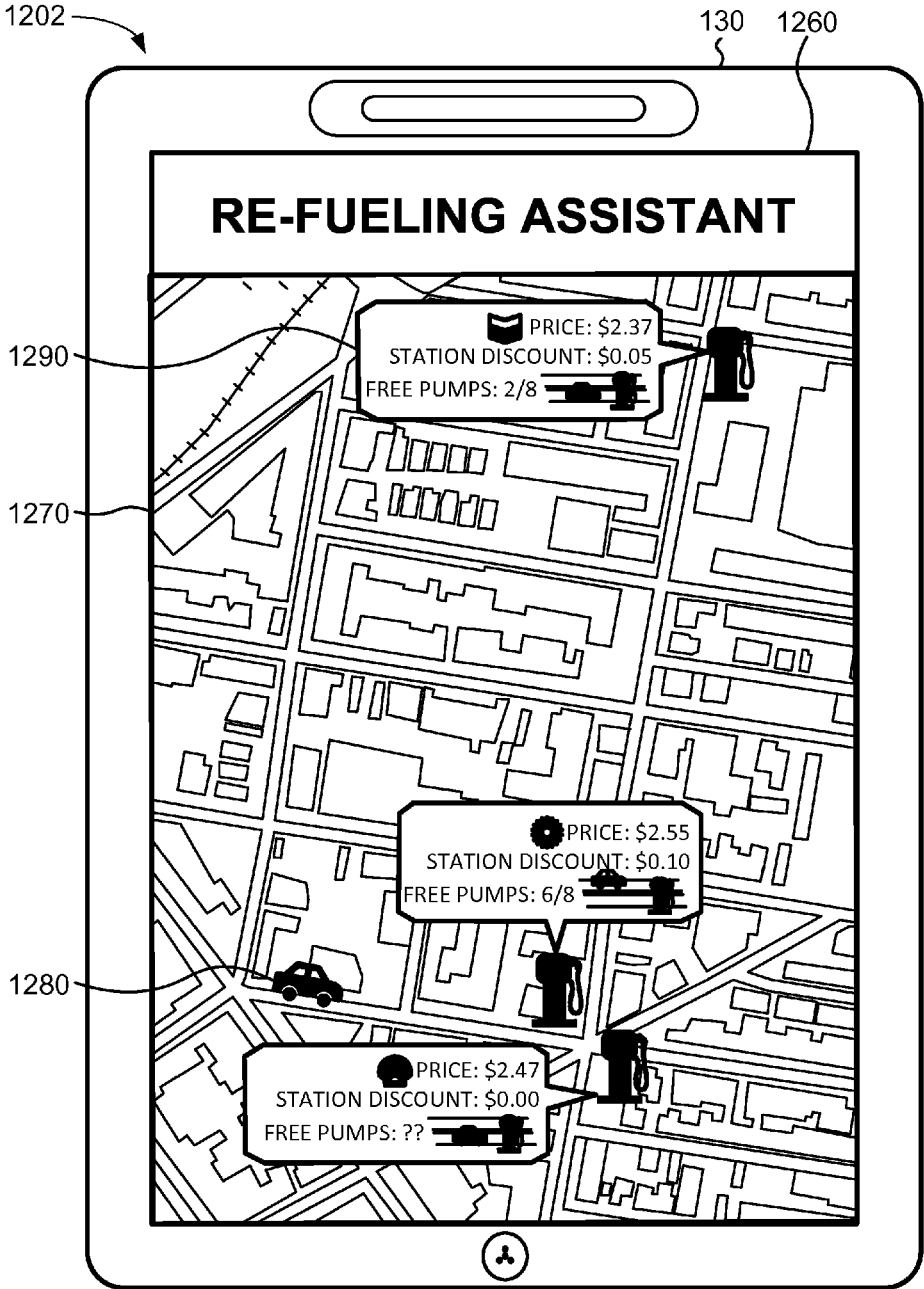 1202
130
1260
RE-FUELING ASSISTANT
1290
PRICE: $2.37
STATION DISCOUNT: $0.05
FREE PUMPS: 2/8
1270
PRICE: $2.55
STATION DISCOUNT: $0.10
FREE PUMPS: 6/8
1280
PRICE: $2.47
STATION DISCOUNT: $0.00
FREE PUMPS: ??